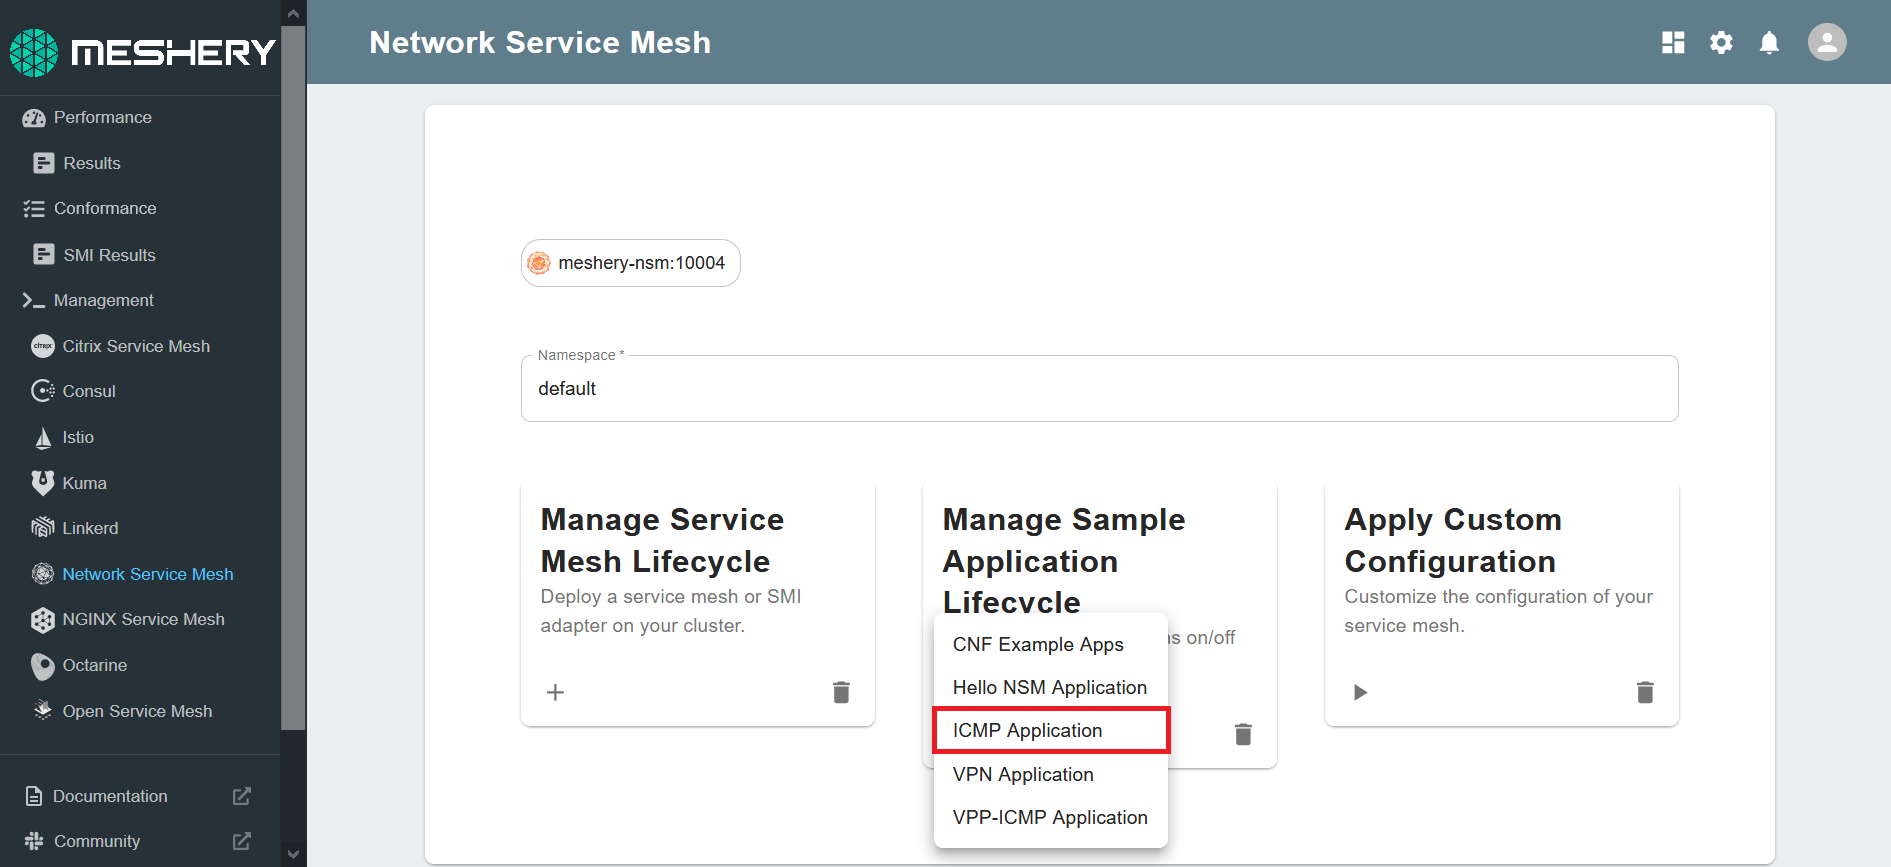 MESHERY
Performance
Results
Conformance
SMI Results
Management
CİTRIX
Citrix Service Mesh
Consul
Istio
Kuma
Linkerd
Network Service Mesh
NGINX Service Mesh
Octarine
Open Service Mesh
Documentation
Community
Network Service Mesh
meshery-nsm:10004
Namespace *
default
Manage Service
Mesh Lifecycle
Deploy a service mesh or SMI
adapter on your cluster.
Manage Sample
Application
Lifecycle
on/off
CNF Example Apps
Hello NSM Application
ICMP Application
VPN Application
VPP-ICMP Application
Apply Custom
Configuration
Customize the configuration of your
service mesh.